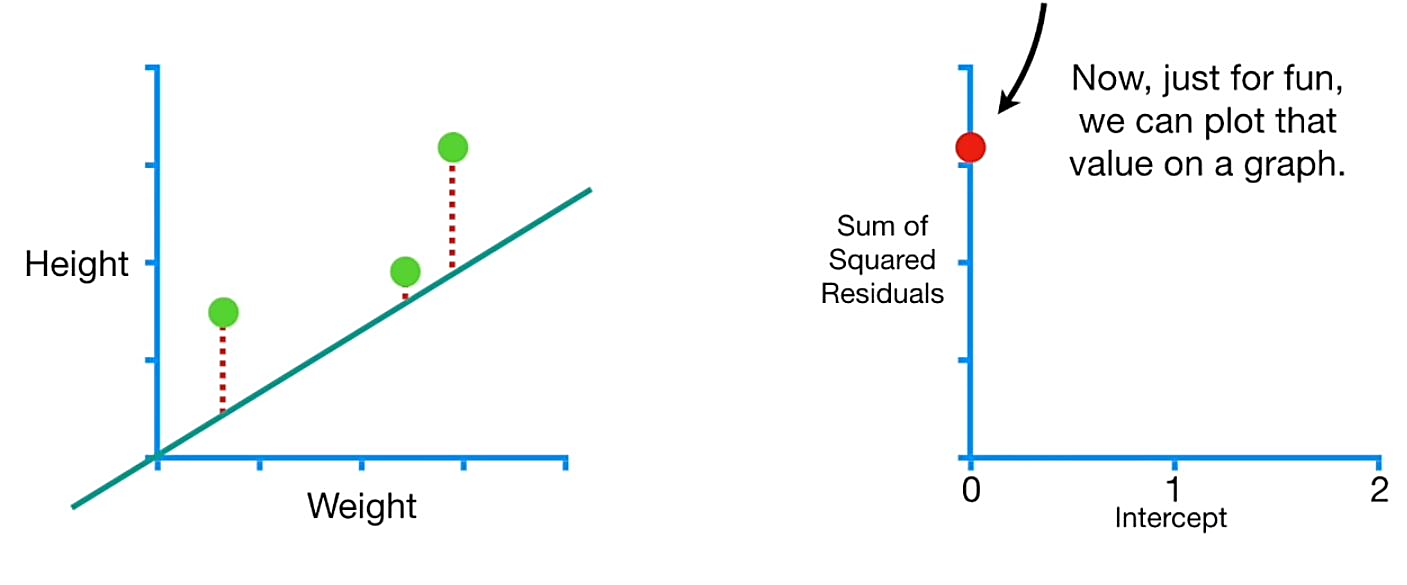 Height
Weight
Now, just for fun,
we can plot that
value on a graph.
Sum of
Squared
Residuals
0 1 2
Intercept